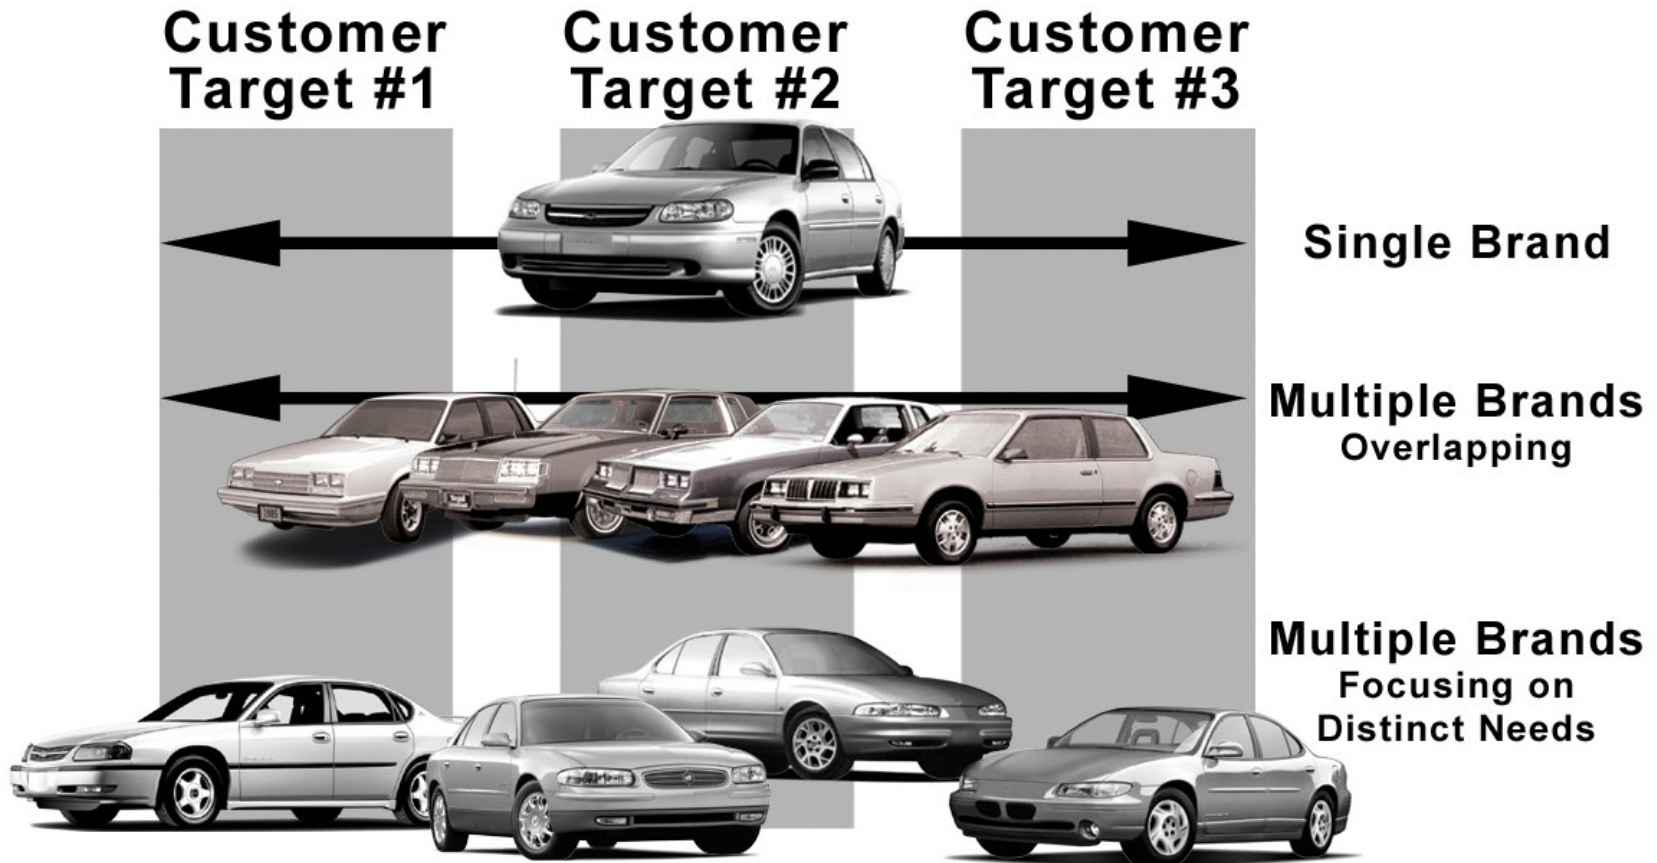 Customer
Target #1
Customer
Target #2
Customer
Target #3
Single Brand
Multiple Brands
Overlapping
1985
Multiple Brands
Focusing on
Distinct Needs